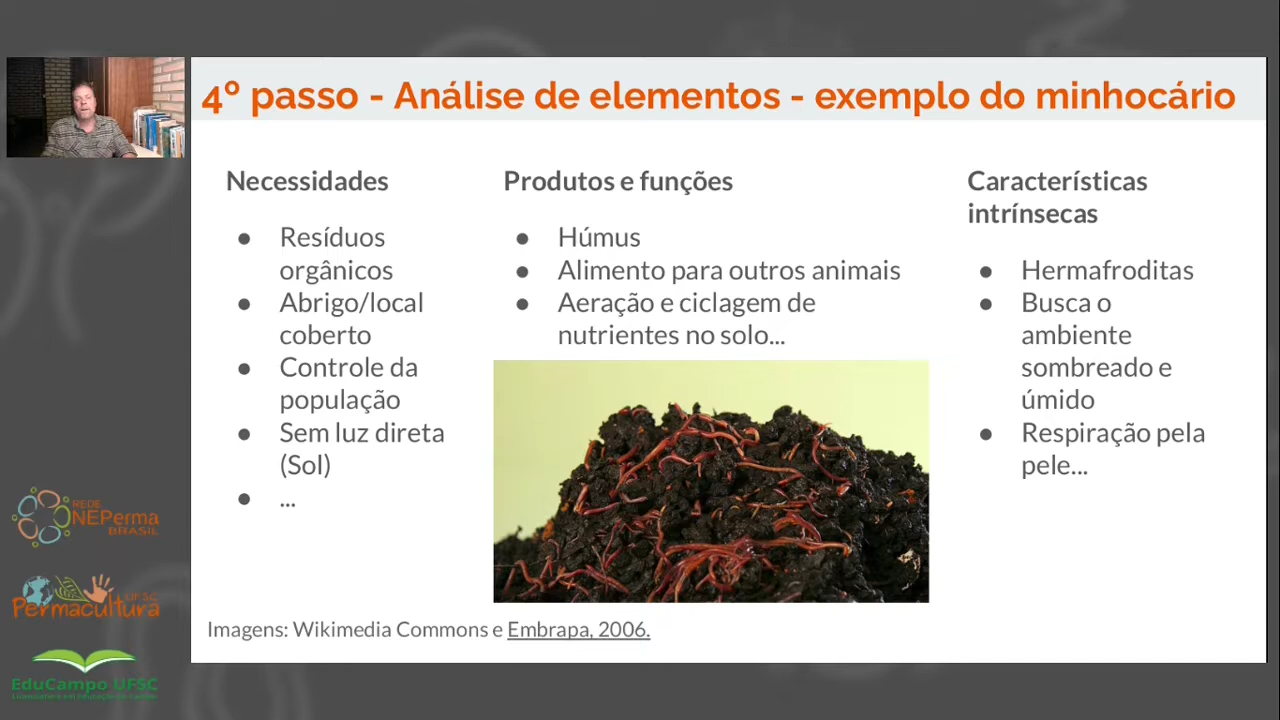 4º passo - Análise de elementos - exemplo do minhocário
Necessidades
● Resíduos
orgânicos
● Abrigo/local
coberto
● Controle da
população
● Sem luz direta
(Sol)
● ...
Produtos e funções
● Húmus
● Alimento para outros animais
● Aeração e ciclagem de
nutrientes no solo...
Características
intrínsecas
● Hermafroditas
● Busca o
ambiente
sombreado e
úmido
● Respiração pela
pele...
Imagens: Wikimedia Commons e Embrapa, 2006.
REDE
NEPerma
BRASIL
UFSC
Permacultura
EduCampo UFSC